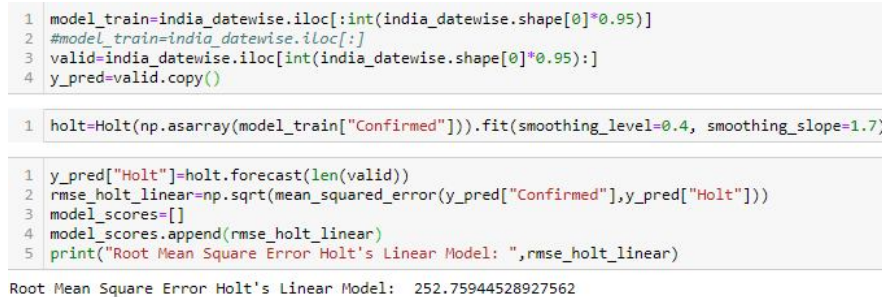 1 model_train=india_datewise.iloc[:int(india_datewise.shape[0]*0.95)]
2 #model_train=india_datewise.iloc[:]
3 valid=india_datewise.iloc[int(india_datewise.shape[0]*0.95):]
4 y_pred=valid.copy()
1 holt=Holt(np.asarray(model_train["Confirmed"])).fit(smoothing_level=0.4, smoothing_slope=1.7)
1 y_pred["Holt"]=holt.forecast(len(valid))
2 rmse_holt_linear=np.sqrt(mean_squared_error(y_pred["Confirmed"],y_pred["Holt"]))
3 model_scores=[]
4 model_scores.append(rmse_holt_linear)
5 print("Root Mean Square Error Holt's Linear Model: ",rmse_holt_linear)
Root Mean Square Error Holt's Linear Model:  252.75944528927562